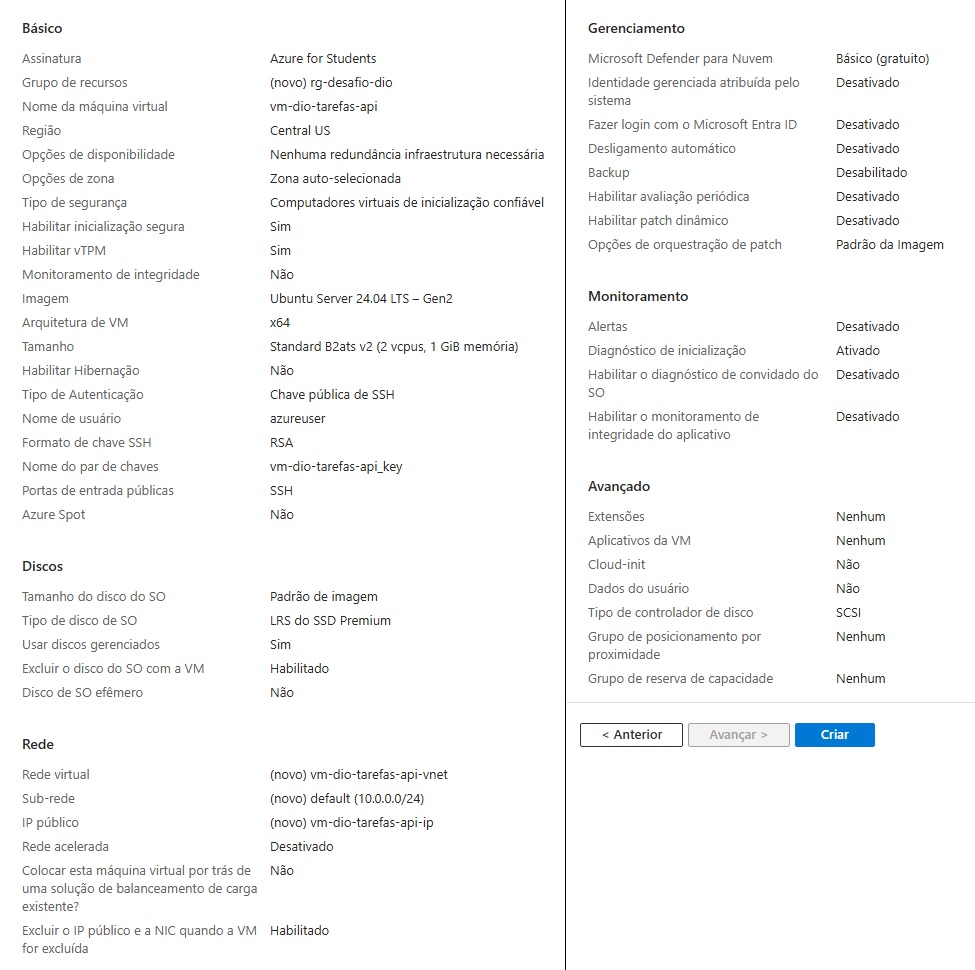 Básico
Assinatura Azure for Students
Grupo de recursos (novo) rg-desafio-dio
Nome da máquina virtual vm-dio-tarefas-api
Região Central US
Opções de disponibilidade Nenhuma redundância infraestrutura necessária
Opções de zona Zona auto-selecionada
Tipo de segurança Computadores virtuais de inicialização confiável
Habilitar inicialização segura Sim
Habilitar vTPM Sim
Monitoramento de integridade Não
Imagem Ubuntu Server 24.04 LTS – Gen2
Arquitetura de VM x64
Tamanho Standard B2ats v2 (2 vcpus, 1 GiB memória)
Habilitar Hibernação Não
Tipo de Autenticação Chave pública de SSH
Nome de usuário azureuser
Formato de chave SSH RSA
Nome do par de chaves vm-dio-tarefas-api_key
Portas de entrada públicas SSH
Azure Spot Não
Discos
Tamanho do disco do SO Padrão de imagem
Tipo de disco de SO LRS do SSD Premium
Usar discos gerenciados Sim
Excluir o disco do SO com a VM Habilitado
Disco de SO efêmero Não
Rede
Rede virtual (novo) vm-dio-tarefas-api-vnet
Sub-rede (novo) default (10.0.0.0/24)
IP público (novo) vm-dio-tarefas-api-ip
Rede acelerada Desativado
Colocar esta máquina virtual por trás de Não
uma solução de balanceamento de carga
existente?
Excluir o IP público e a NIC quando a VM Habilitado
for excluída
Gerenciamento
Microsoft Defender para Nuvem Básico (gratuito)
Identidade gerenciada atribuída pelo Desativado
sistema
Fazer login com o Microsoft Entra ID Desativado
Desligamento automático Desativado
Backup Desabilitado
Habilitar avaliação periódica Desativado
Habilitar patch dinâmico Desativado
Opções de orquestração de patch Padrão da Imagem
Monitoramento
Alertas Desativado
Diagnóstico de inicialização Ativado
Habilitar o diagnóstico de convidado do Desativado
SO
Habilitar o monitoramento de Desativado
integridade do aplicativo
Avançado
Extensões Nenhum
Aplicativos da VM Nenhum
Cloud-init Não
Dados do usuário Não
Tipo de controlador de disco SCSI
Grupo de posicionamento por Nenhum
proximidade
Grupo de reserva de capacidade Nenhum
< Anterior Avançar > Criar